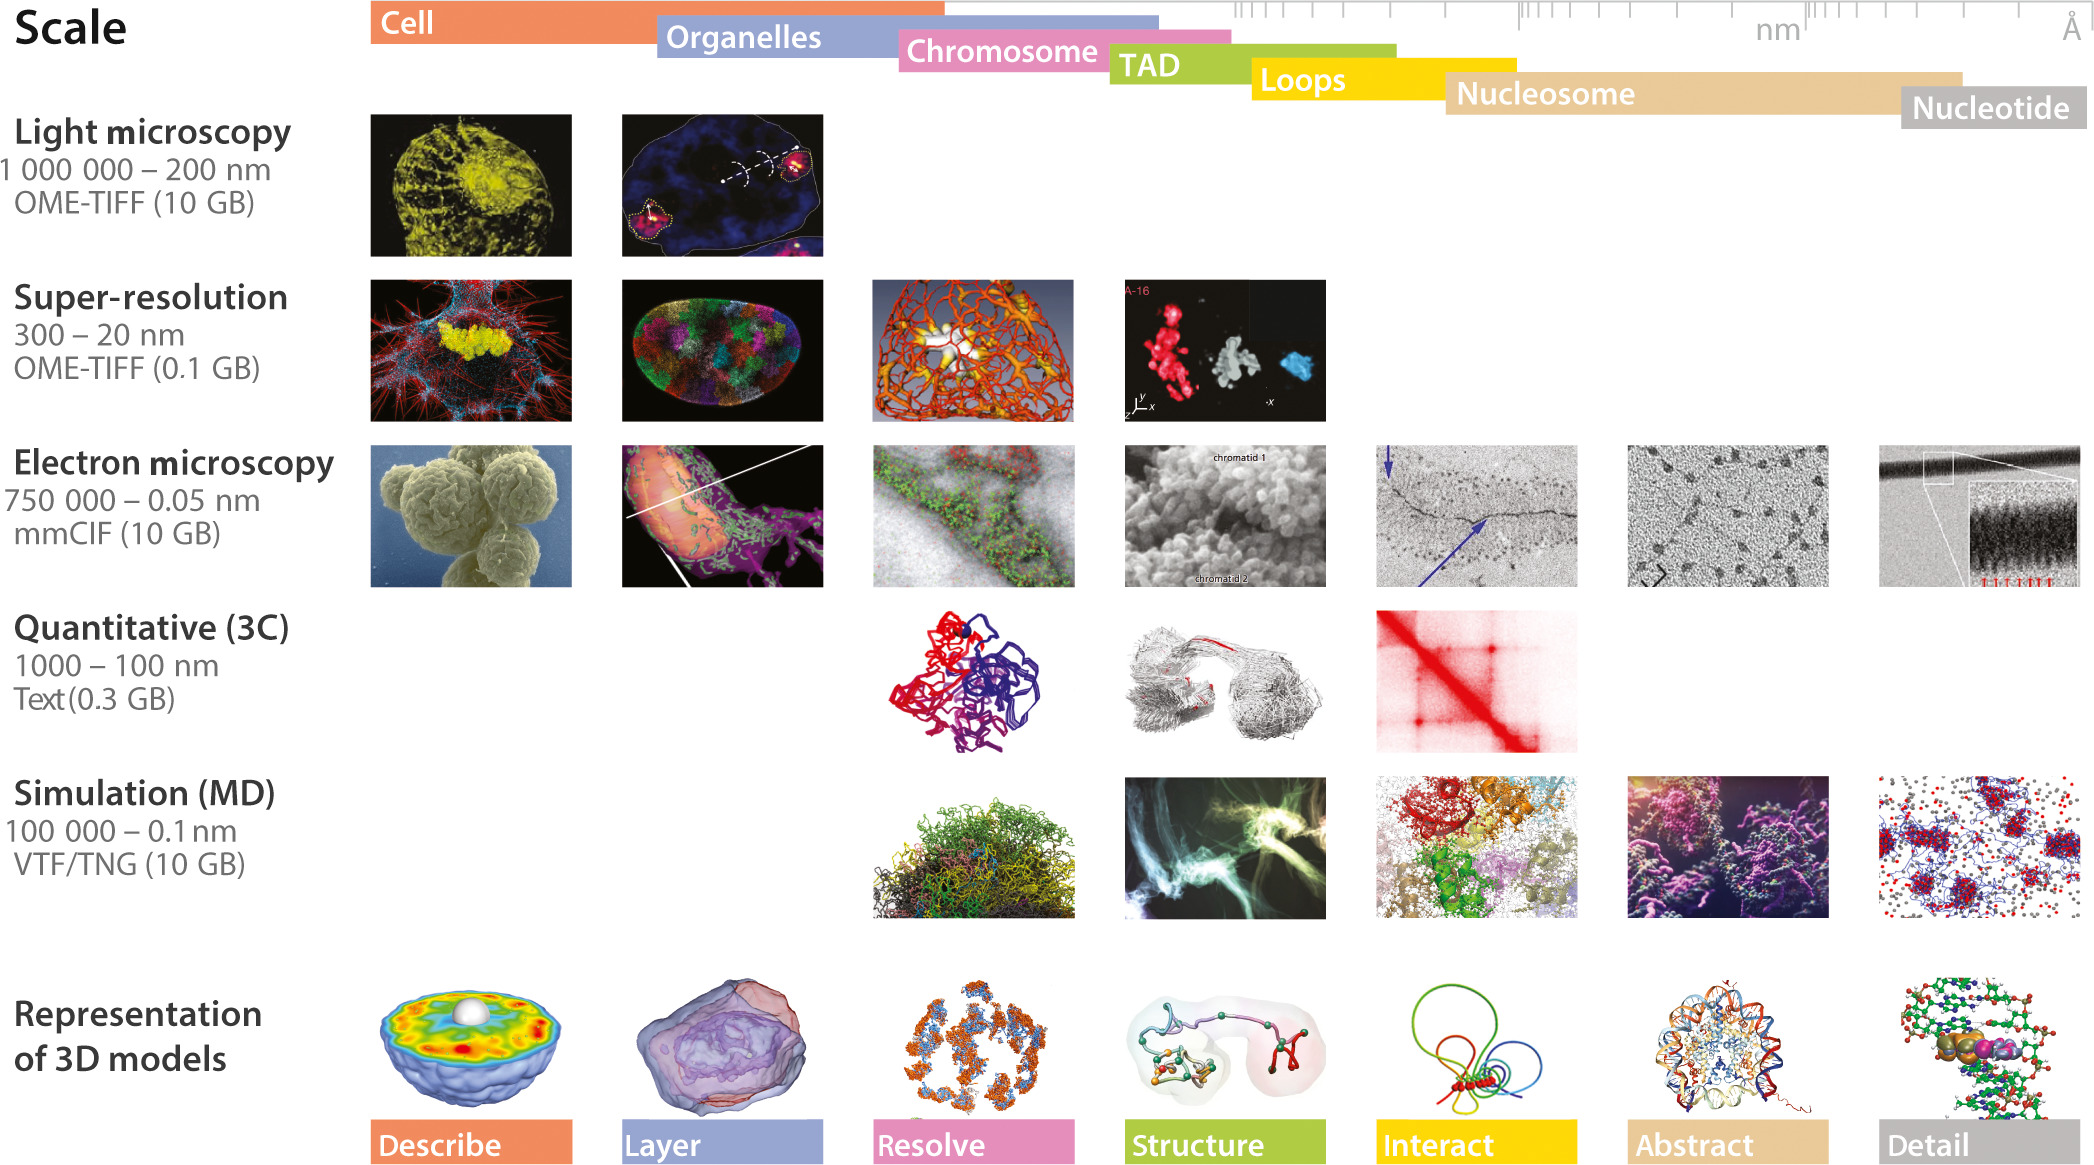 Scale
Cell
Organelles
Chromosome
TAD
Loops
Nucleosome
Nucleotide
nm
Å
Light microscopy
1 000 000 – 200 nm
OME-TIFF (10 GB)
Super-resolution
300 – 20 nm
OME-TIFF (0.1 GB)
A-16
y
z
x
-x
Electron microscopy
750 000 – 0.05 nm
mmCIF (10 GB)
chromatid 1
chromatid 2
Quantitative (3C)
1000 – 100 nm
Text (0.3 GB)
Simulation (MD)
100 000 – 0.1 nm
VTF/TNG (10 GB)
Representation
of 3D models
Describe
Layer
Resolve
Structure
Interact
Abstract
Detail